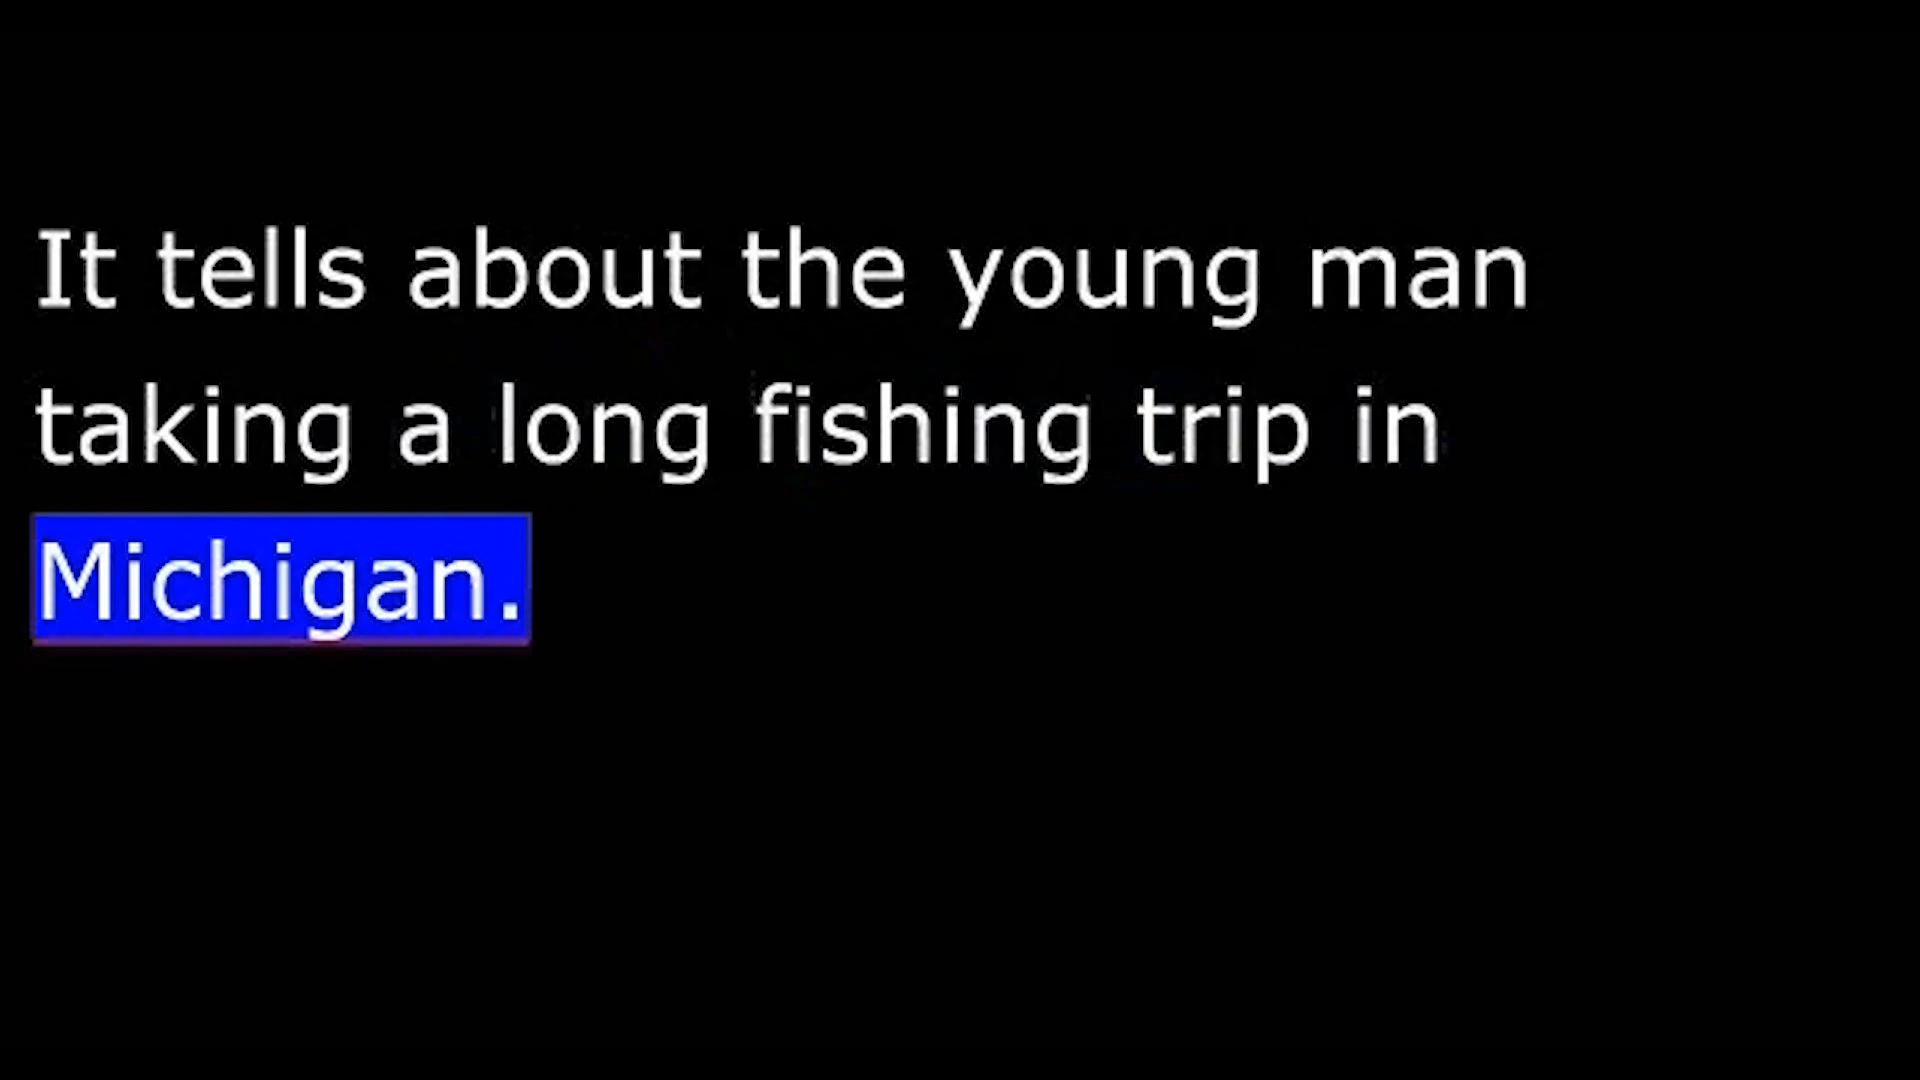 It tells about the young man
taking a long fishing trip in
Michigan.